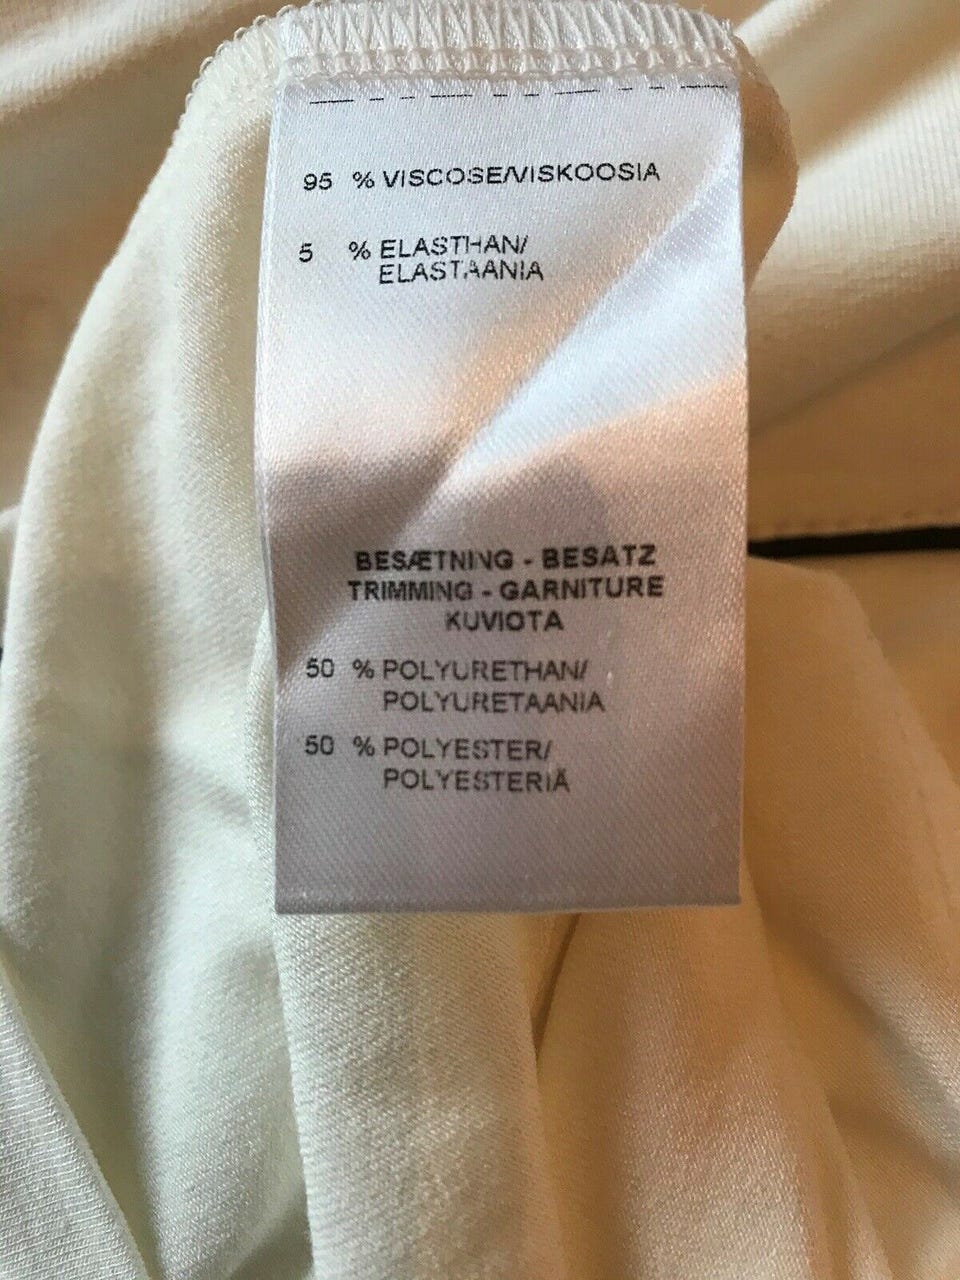 95 % VISCOSE/VISKOOSIA
5 % ELASTHAN/
ELASTAANIA
BESÆTNING - BESATZ
TRIMMING - GARNITURE
KUVIOTA
50 % POLYURETHAN/
POLYURETAANIA
50 % POLYESTER/
POLYESTERIÄ